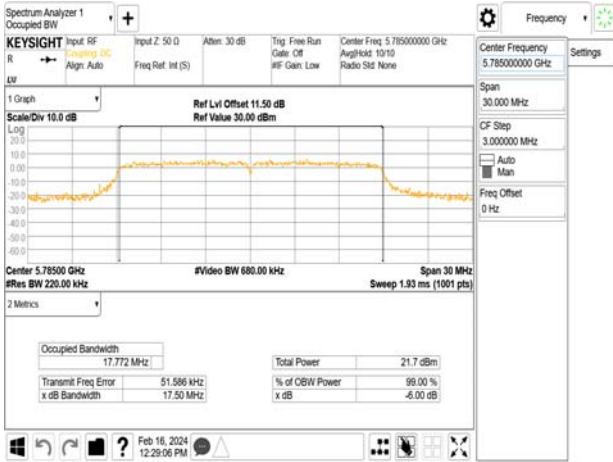 Spectrum Analyzer 1
Occupied BW
Frequency
KEYSIGHT
R
LU
Input: RF
Coupling: DC
Align: Auto
Input Z: 50 Ω
Freq Ref: Int (S)
Atten: 30 dB
Trig: Free Run
Gate: Off
#IF Gain: Low
Center Freq: 5.785000000 GHz
Avg|Hold: 10/10
Radio Std: None
Center Frequency
5.785000000 GHz
Settings
Span
30.000 MHz
CF Step
3.000000 MHz
Auto
Man
Freq Offset
0 Hz
1 Graph
Scale/Div 10.0 dB
Ref Lvl Offset 11.50 dB
Ref Value 30.00 dBm
Log
20.0
10.0
0.00
-10.0
-20.0
-30.0
-40.0
-50.0
-60.0
Center 5.78500 GHz
#Video BW 680.00 kHz
Span 30 MHz
#Res BW 220.00 kHz
Sweep 1.93 ms (1001 pts)
2 Metrics
Occupied Bandwidth
17.772 MHz
Total Power
21.7 dBm
Transmit Freq Error
51.586 kHz
% of OBW Power
99.00 %
x dB Bandwidth
17.50 MHz
x dB
-6.00 dB
?
Feb 16, 2024
12:29:06 PM